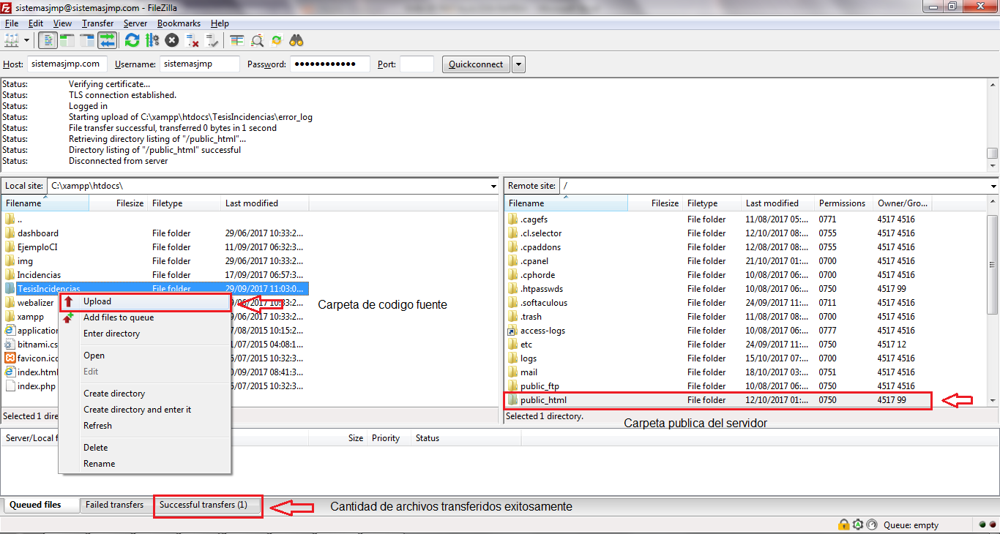 sistemasjmp@sistemasjmp.com - FileZilla
File Edit View Transfer Server Bookmarks Help
Host: sistemasjmp.com Username: sistemasjmp Password: ●●●●●●●●●●●● Port: Quickconnect
Status: Verifying certificate...
Status: TLS connection established.
Status: Logged in
Status: Starting upload of C:\xampp\htdocs\TesisIncidencias\error_log
Status: File transfer successful, transferred 0 bytes in 1 second
Status: Retrieving directory listing of "/public_html"...
Status: Directory listing of "/public_html" successful
Status: Disconnected from server
Local site: C:\xampp\htdocs\
Filename Filesize Filetype Last modified
..
dashboard File folder 29/06/2017 10:33:2...
EjemploCI File folder 11/09/2017 06:32:3...
img File folder 29/06/2017 10:33:2...
Incidencias File folder 17/09/2017 06:57:3...
TesisIncidencias File folder 29/09/2017 11:03:0...
webalizer 9/06/2017 10:33:2...
xampp 9/06/2017 10:33:2...
application 7/08/2015 10:15:2...
bitnami.cs 1/07/2015 04:08:1...
favicon.ico 6/07/2015 10:32:3...
index.html 0/09/2017 08:41:3...
index.php 6/07/2015 10:32:3...
Selected 1 dire
Upload
Add files to queue
Enter directory
Open
Edit
Create directory
Create directory and enter it
Refresh
Delete
Rename
Carpeta de codigo fuente
Remote site: /
Filename Filesize Filetype Last modified Permissions Owner/Gro...
.cagefs File folder 11/08/2017 05:... 0771 4517 4516
.cl.selector File folder 12/10/2017 08:... 0755 4517 4516
.cpaddons File folder 12/08/2017 08:... 0755 4517 4516
.cpanel File folder 21/10/2017 01:... 0700 4517 4516
.cphorde File folder 10/08/2017 06:... 0700 4517 4516
.htpasswds File folder 10/08/2017 06:... 0750 4517 99
.softaculous File folder 24/09/2017 11:... 0711 4517 4516
.trash File folder 11/08/2017 08:... 0700 4517 4516
access-logs File folder 10/08/2017 06:... 0777 4517 4516
etc File folder 24/09/2017 11:... 0750 4517 12
logs File folder 15/10/2017 07:... 0700 4517 4516
mail File folder 18/10/2017 03:... 0751 4517 4516
public_ftp File folder 10/08/2017 06:... 0750 4517 4516
public_html File folder 12/10/2017 01:... 0750 4517 99
Selected 1 directory.
Carpeta publica del servidor
Server/Local f Size Priority Status
Queued files Failed transfers Successful transfers (1)
Cantidad de archivos transferidos exitosamente
Queue: empty